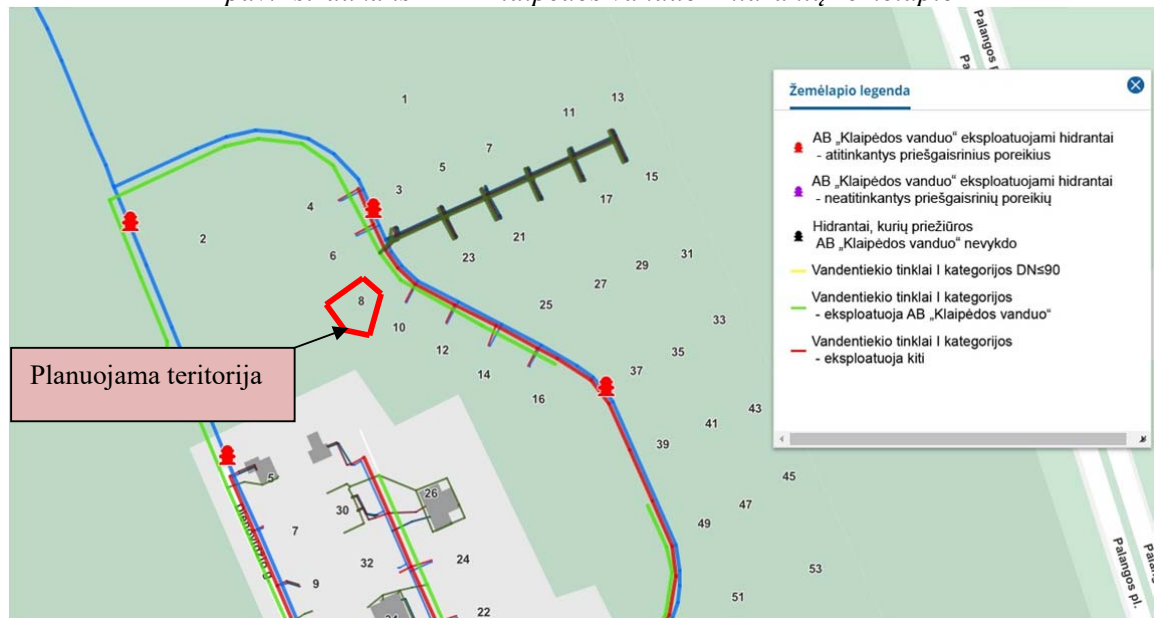 Palangos
Palangos p
Žemėlapio legenda
AB „Klaipėdos vanduo“ eksploatuojami hidrantai
- atitinkantys priešgaisrinius poreikius
AB „Klaipėdos vanduo“ eksploatuojami hidrantai
- neatitinkantys priešgaisrinių poreikių
Hidrantai, kurių priežiūros
AB „Klaipėdos vanduo“ nevykdo
Vandentiekio tinklai I kategorijos DN≤90
Vandentiekio tinklai I kategorijos
- eksploatuoja AB „Klaipėdos vanduo“
Vandentiekio tinklai I kategorijos
- eksploatuoja kiti
1
13
11
7
5
3
15
17
4
2
21
6
23
31
29
27
8
25
10
33
12
35
14
37
16
Planuojama teritorija
43
41
39
45
5
26
47
30
49
7
32
24
53
9
51
22
34
Palangos pl.